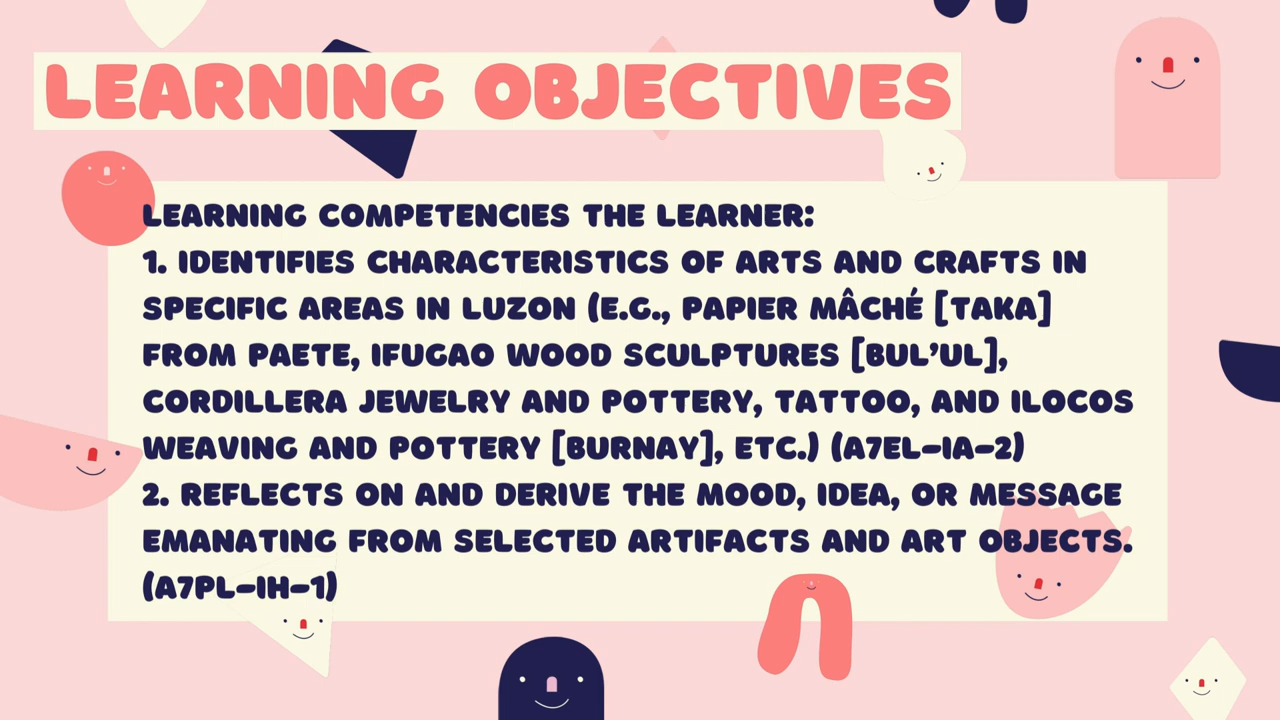 LEARNING OBJECTIVES
LEARNING COMPETENCIES THE LEARNER:
1. IDENTIFIES CHARACTERISTICS OF ARTS AND CRAFTS IN
SPECIFIC AREAS IN LUZON (E.G., PAPIER MÂCHÉ [TAKA]
FROM PAETE, IFUGAO WOOD SCULPTURES [BUL'UL],
CORDILLERA JEWELRY AND POTTERY, TATTOO, AND ILOCOS
WEAVING AND POTTERY [BURNAY], ETC.) (A7EL–IA–2)
2. REFLECTS ON AND DERIVE THE MOOD, IDEA, OR MESSAGE
EMANATING FROM SELECTED ARTIFACTS AND ART OBJECTS.
(A7PL–IH–1)